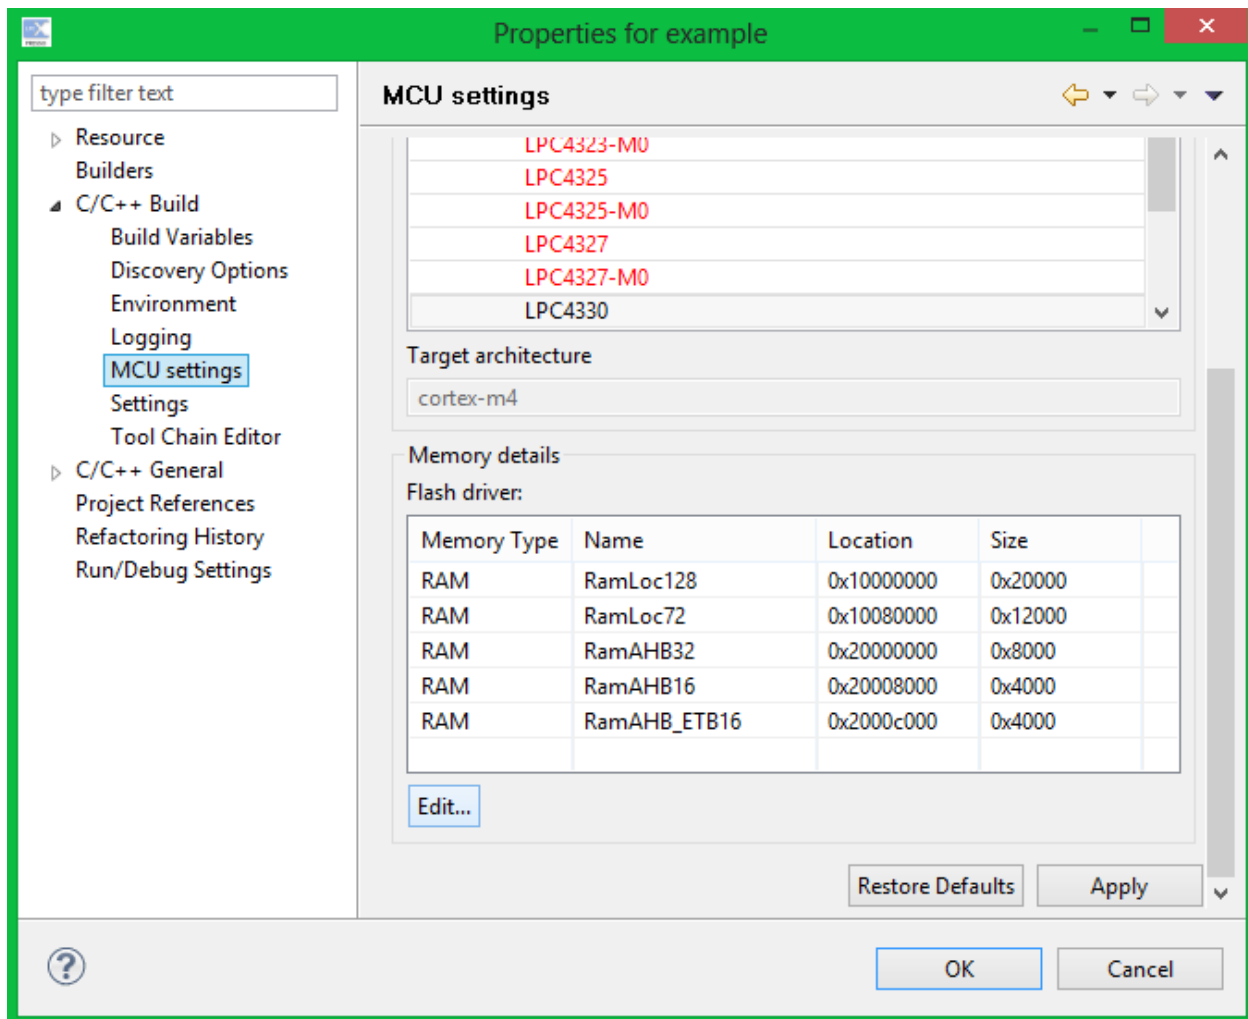 Properties for example
type filter text
Resource
Builders
C/C++ Build
Build Variables
Discovery Options
Environment
Logging
MCU settings
Settings
Tool Chain Editor
C/C++ General
Project References
Refactoring History
Run/Debug Settings
MCU settings
LPC4323-M0
LPC4325
LPC4325-M0
LPC4327
LPC4327-M0
LPC4330
Target architecture
cortex-m4
Memory details
Flash driver:
Memory Type Name Location Size
RAM RamLoc128 0x10000000 0x20000
RAM RamLoc72 0x10080000 0x12000
RAM RamAHB32 0x20000000 0x8000
RAM RamAHB16 0x20008000 0x4000
RAM RamAHB_ETB16 0x2000c000 0x4000
Edit...
Restore Defaults Apply
? OK Cancel